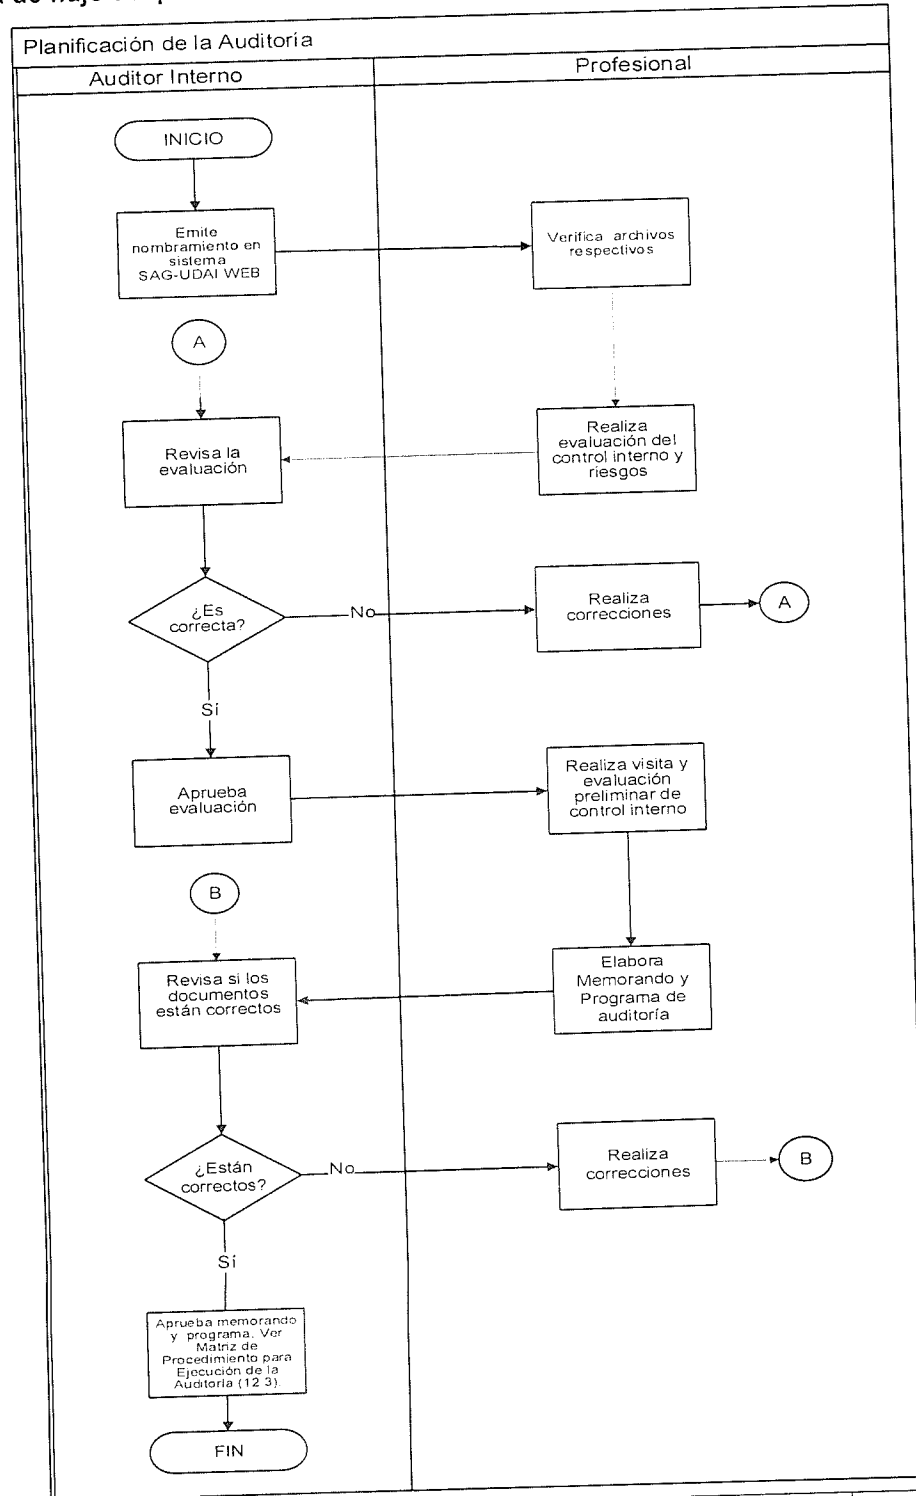 de flujo
Planificación de la Auditoría
Auditor Interno
Profesional
INICIO
Emite
nombramiento en
sistema
SAG-UDAI WEB
Verifica archivos
respectivos
A
Revisa la
evaluación
Realiza
evaluación del
control interno y
riesgos
¿Es
correcta?
No
Realiza
correcciones
A
Sí
Aprueba
evaluación
Realiza visita y
evaluación
preliminar de
control interno
B
Revisa si los
documentos
están correctos
Elabora
Memorando y
Programa de
auditoría
¿Están
correctos?
No
Realiza
correcciones
B
Sí
Aprueba memorando
y programa. Ver
Matriz de
Procedimiento para
Ejecución de la
Auditoría (12.3).
FIN